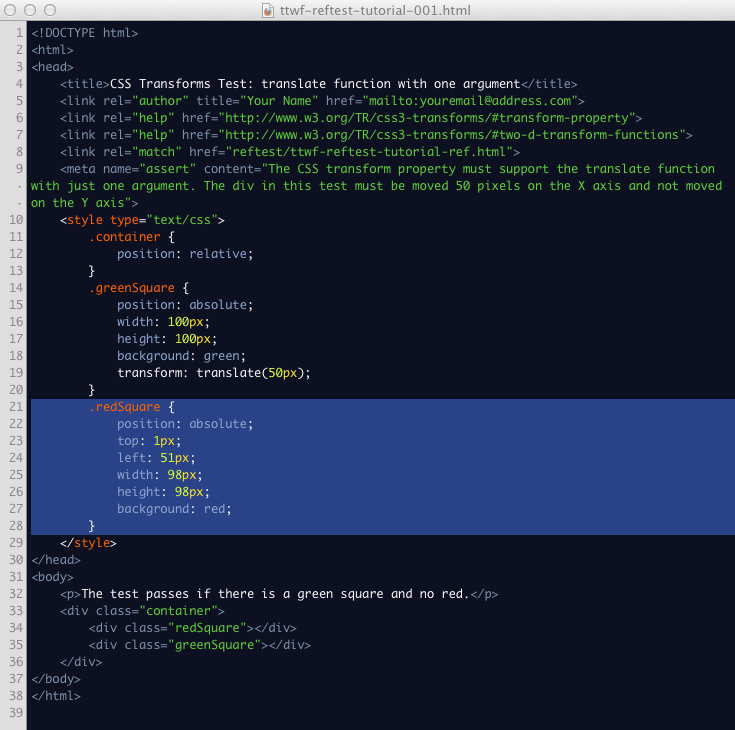 ttwf-reftest-tutorial-001.html
1 <!DOCTYPE html>
2 <html>
3 <head>
4     <title>CSS Transforms Test: translate function with one argument</title>
5     <link rel="author" title="Your Name" href="mailto:youremail@address.com">
6     <link rel="help" href="http://www.w3.org/TR/css3-transforms/#transform-property">
7     <link rel="help" href="http://www.w3.org/TR/css3-transforms/#two-d-transform-functions">
8     <link rel="match" href="reftest/ttwf-reftest-tutorial-ref.html">
9     <meta name="assert" content="The CSS transform property must support the translate function
· with just one argument. The div in this test must be moved 50 pixels on the X axis and not moved
· on the Y axis">
10     <style type="text/css">
11         .container {
12             position: relative;
13         }
14         .greenSquare {
15             position: absolute;
16             width: 100px;
17             height: 100px;
18             background: green;
19             transform: translate(50px);
20         }
21         .redSquare {
22             position: absolute;
23             top: 1px;
24             left: 51px;
25             width: 98px;
26             height: 98px;
27             background: red;
28         }
29     </style>
30 </head>
31 <body>
32     <p>The test passes if there is a green square and no red.</p>
33     <div class="container">
34         <div class="redSquare"></div>
35         <div class="greenSquare"></div>
36     </div>
37 </body>
38 </html>
39